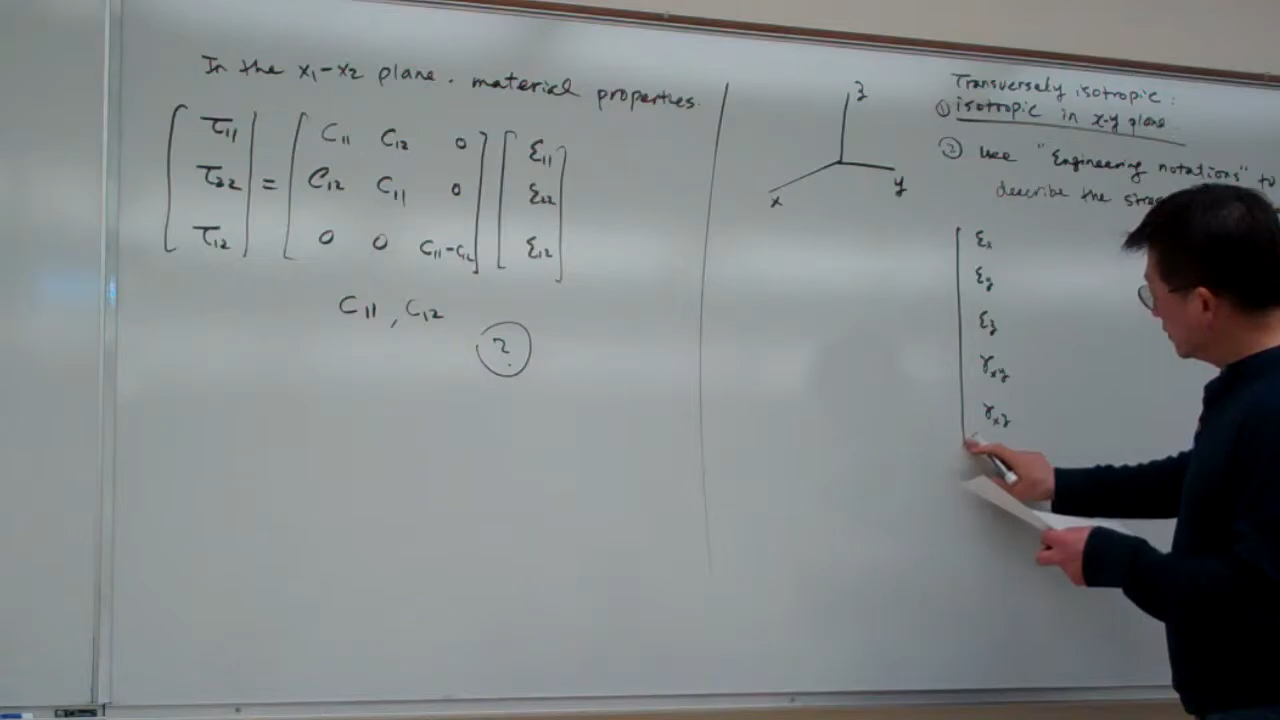 In the x₁-x₂ plane. material properties.
[τ₁₁ τ₂₂ τ₁₂] = [C₁₁ C₁₂ 0
C₁₂ C₁₁ 0
0 0 C₁₁-C₁₂] [ε₁₁ ε₂₂ ε₁₂]
C₁₁, C₁₂
?
z
y
x
Transversely isotropic:
① isotropic in x-y plane
② use "Engineering notations" to
describe the
εx
εy
εz
γxy
γxz